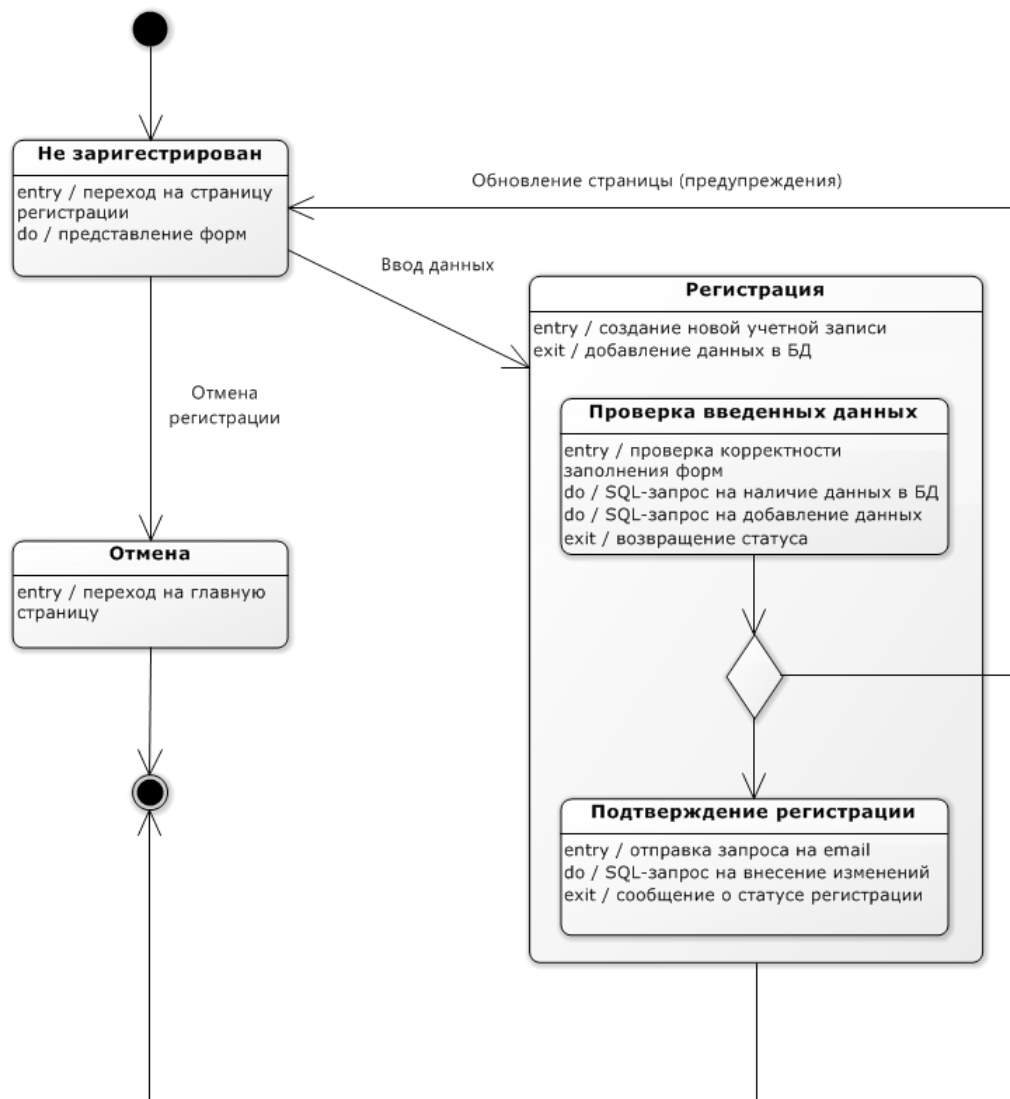 Не заригестрирован
entry / переход на страницу
регистрации
do / представление форм
Обновление страницы (предупреждения)
Ввод данных
Регистрация
entry / создание новой учетной записи
exit / добавление данных в БД
Отмена
регистрации
Проверка введенных данных
entry / проверка корректности
заполнения форм
do / SQL-запрос на наличие данных в БД
do / SQL-запрос на добавление данных
exit / возвращение статуса
Отмена
entry / переход на главную
страницу
Подтверждение регистрации
entry / отправка запроса на email
do / SQL-запрос на внесение изменений
exit / сообщение о статусе регистрации